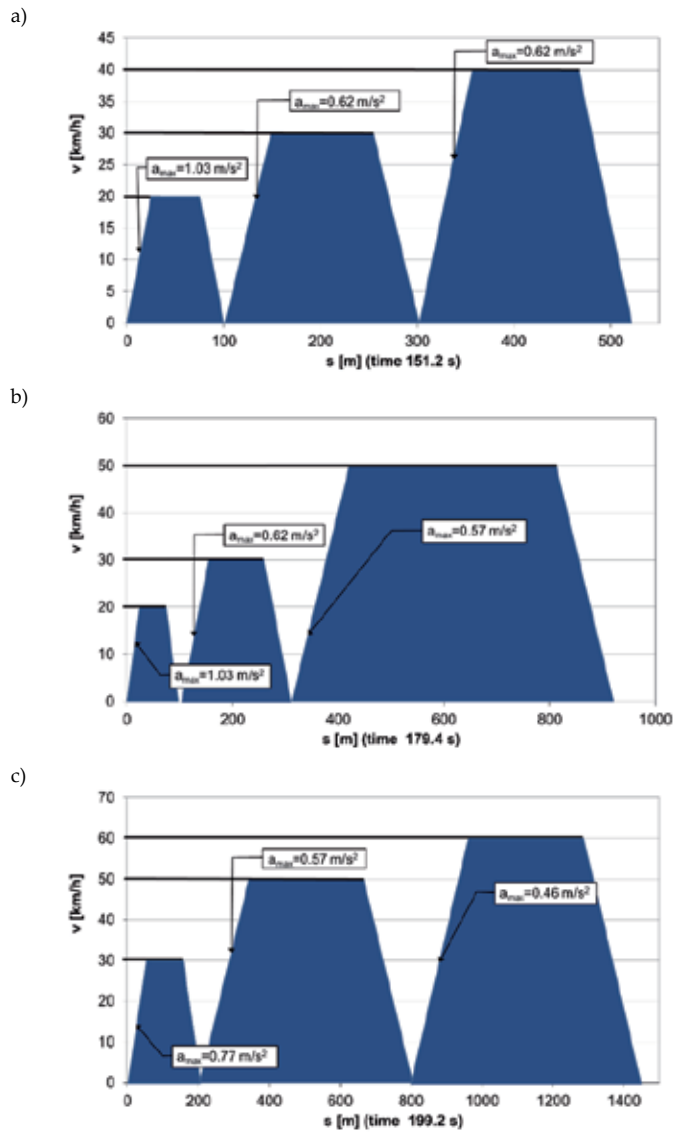 a)
45
40
35
30
25
20
15
10
5
0
v [km/h]
aₘₐₓ=0.62 m/s²
aₘₐₓ=0.62 m/s²
aₘₐₓ=1.03 m/s²
0 100 200 300 400 500
s [m] (time 151.2 s)
b)
60
50
40
30
20
10
0
v [km/h]
aₘₐₓ=0.62 m/s²
aₘₐₓ=0.57 m/s²
aₘₐₓ=1.03 m/s²
0 200 400 600 800 1000
s [m] (time 179.4 s)
c)
70
60
50
40
30
20
10
0
v [km/h]
aₘₐₓ=0.57 m/s²
aₘₐₓ=0.46 m/s²
aₘₐₓ=0.77 m/s²
0 200 400 600 800 1000 1200 1400
s [m] (time 199.2 s)